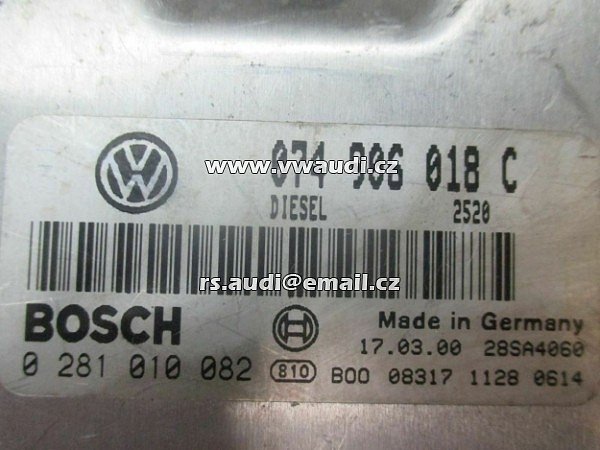 www.vwaudi.cz
074 906 018 C
DIESEL 2520
rs.audi@email.cz
BOSCH
Made in Germany
17.03.00 28SA4060
0 281 010 082 810 B00 08317 1128 0614